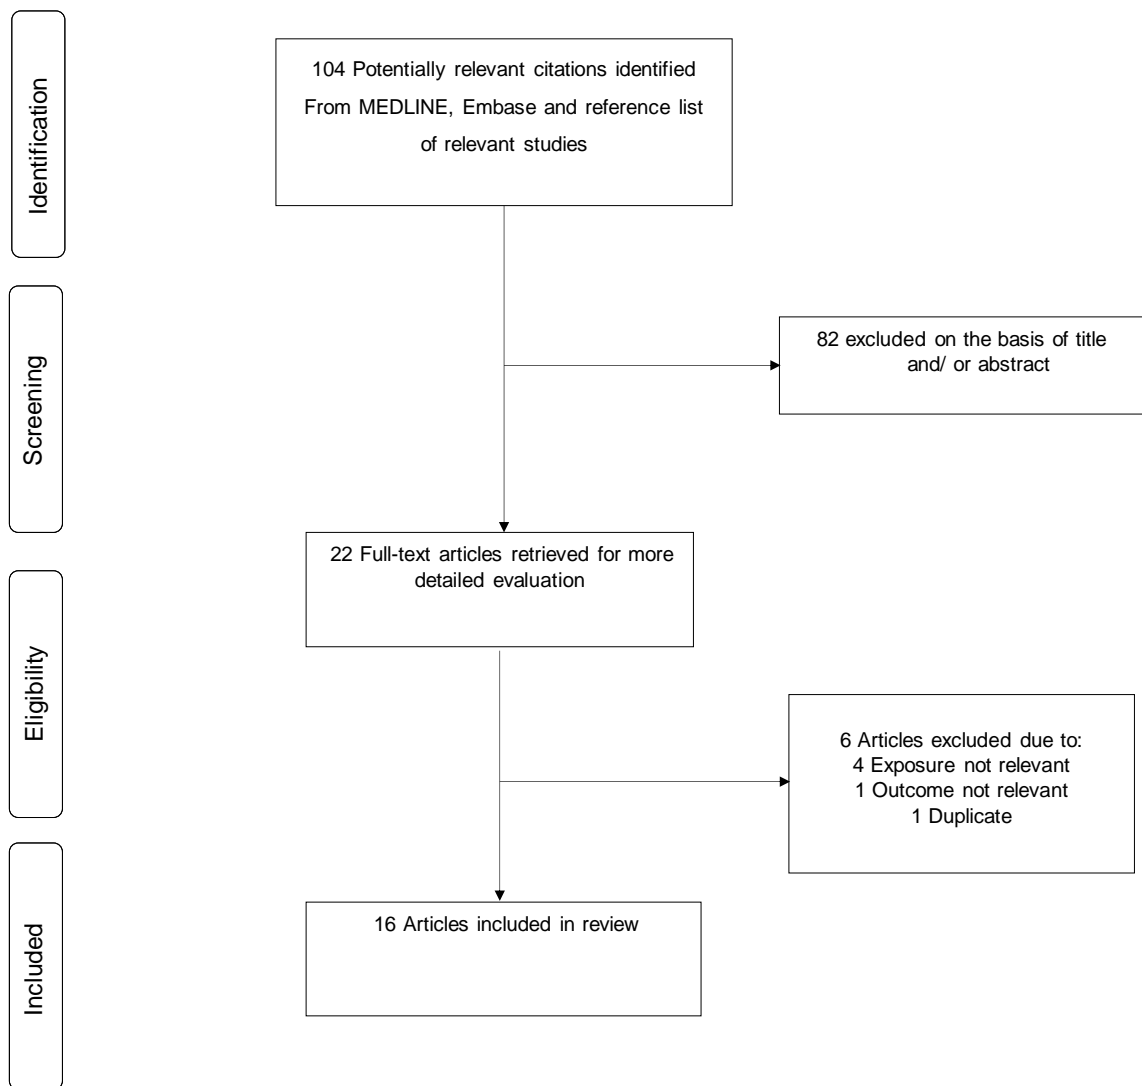 Identification
104 Potentially relevant citations identified
From MEDLINE, Embase and reference list
of relevant studies
Screening
82 excluded on the basis of title
and/ or abstract
22 Full-text articles retrieved for more
detailed evaluation
Eligibility
6 Articles excluded due to:
4 Exposure not relevant
1 Outcome not relevant
1 Duplicate
Included
16 Articles included in review